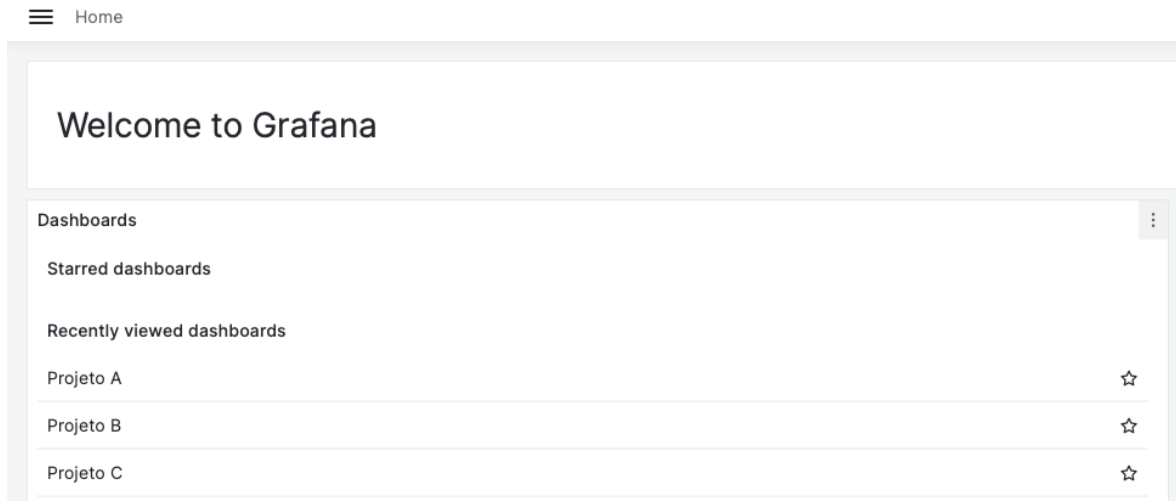 Home
Welcome to Grafana
Dashboards
Starred dashboards
Recently viewed dashboards
Projeto A
Projeto B
Projeto C